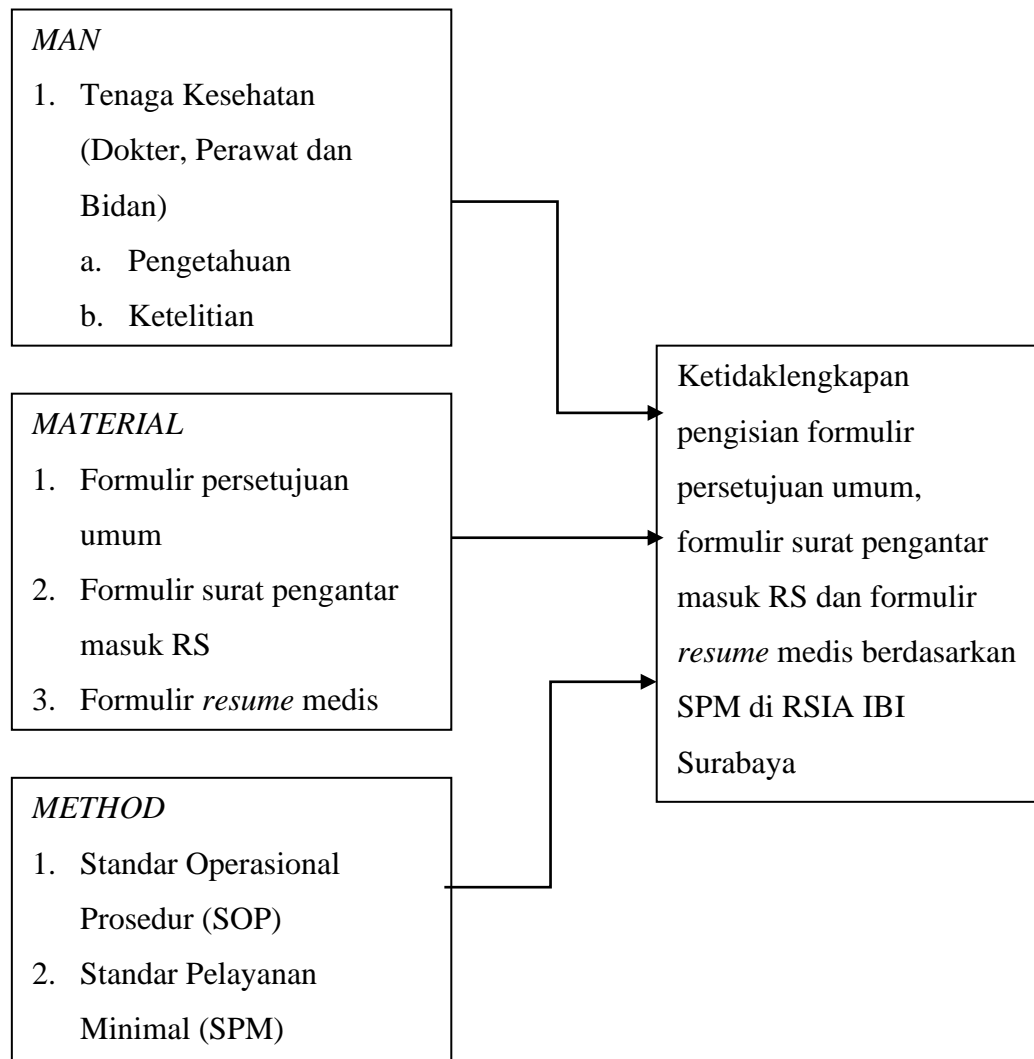 MAN
1. Tenaga Kesehatan
(Dokter, Perawat dan
Bidan)
a. Pengetahuan
b. Ketelitian
MATERIAL
1. Formulir persetujuan
umum
2. Formulir surat pengantar
masuk RS
3. Formulir resume medis
METHOD
1. Standar Operasional
Prosedur (SOP)
2. Standar Pelayanan
Minimal (SPM)
Ketidaklengkapan
pengisian formulir
persetujuan umum,
formulir surat pengantar
masuk RS dan formulir
resume medis berdasarkan
SPM di RSIA IBI
Surabaya